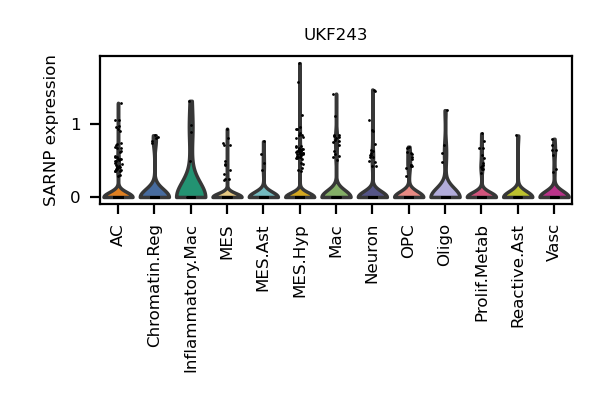 UKF243
SARNP expression
1
0
AC
Chromatin.Reg
Inflammatory.Mac
MES
MES.Ast
MES.Hyp
Mac
Neuron
OPC
Oligo
Prolif.Metab
Reactive.Ast
Vasc